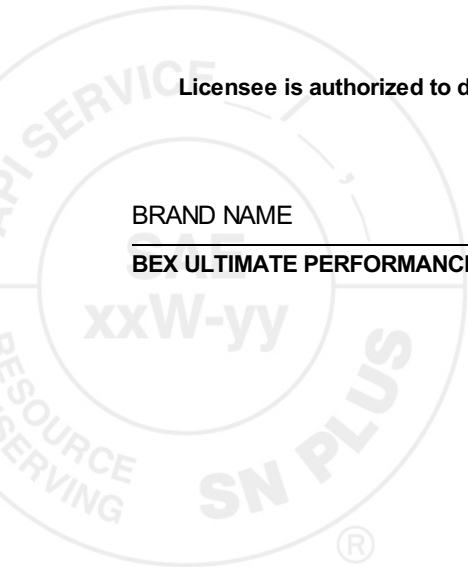 Licensee is authorized to d
BRAND NAME
BEX ULTIMATE PERFORMANC
API SERVICE
SAE
xxW-yy
RESOURCE
SERVING
SN PLUS
®